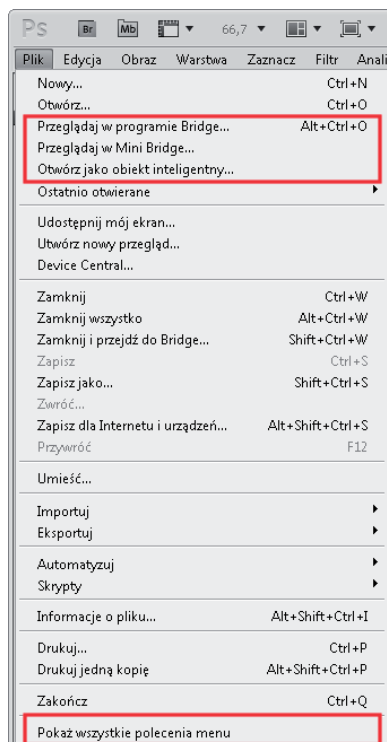 Ps Br Mb 66,7
Plik Edycja Obraz Warstwa Zaznacz Filtr Anali
Nowy... Ctrl+N
Otwórz... Ctrl+O
Przeglądaj w programie Bridge... Alt+Ctrl+O
Przeglądaj w Mini Bridge...
Otwórz jako obiekt inteligentny...
Ostatnio otwierane
Udostępnij mój ekran...
Utwórz nowy przegląd...
Device Central...
Zamknij Ctrl+W
Zamknij wszystko Alt+Ctrl+W
Zamknij i przejdź do Bridge... Shift+Ctrl+W
Zapisz Ctrl+S
Zapisz jako... Shift+Ctrl+S
Zwróć...
Zapisz dla Internetu i urządzeń... Alt+Shift+Ctrl+S
Przywróć F12
Umieść...
Importuj
Eksportuj
Automatyzuj
Skrypty
Informacje o pliku... Alt+Shift+Ctrl+I
Drukuj... Ctrl+P
Drukuj jedną kopię Alt+Shift+Ctrl+P
Zakończ Ctrl+Q
Pokaż wszystkie polecenia menu